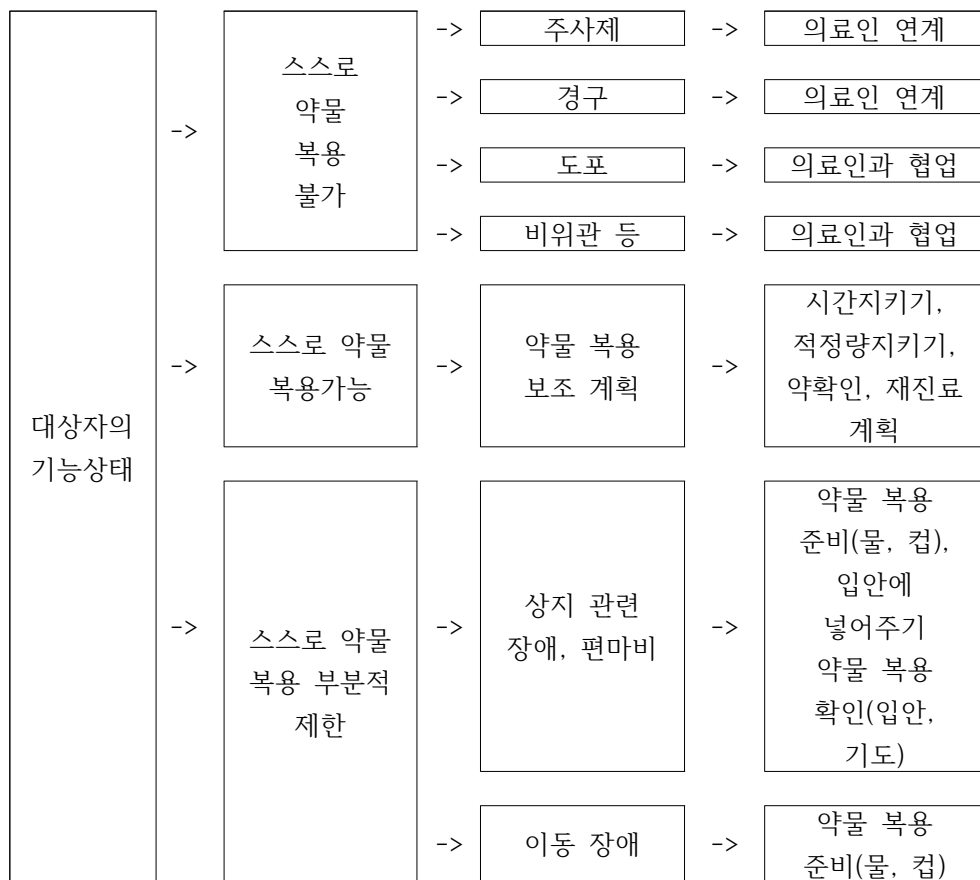 대상자의
기능상태
->
스스로
약물
복용
불가
->
주사제
->
의료인 연계
->
경구
->
의료인 연계
->
도포
->
의료인과 협업
->
비위관 등
->
의료인과 협업
->
스스로 약물
복용가능
->
약물 복용
보조 계획
->
시간지키기,
적정량지키기,
약확인, 재진료
계획
->
스스로 약물
복용 부분적
제한
->
상지 관련
장애, 편마비
->
약물 복용
준비(물, 컵),
입안에
넣어주기
약물 복용
확인(입안,
기도)
->
이동 장애
->
약물 복용
준비(물, 컵)